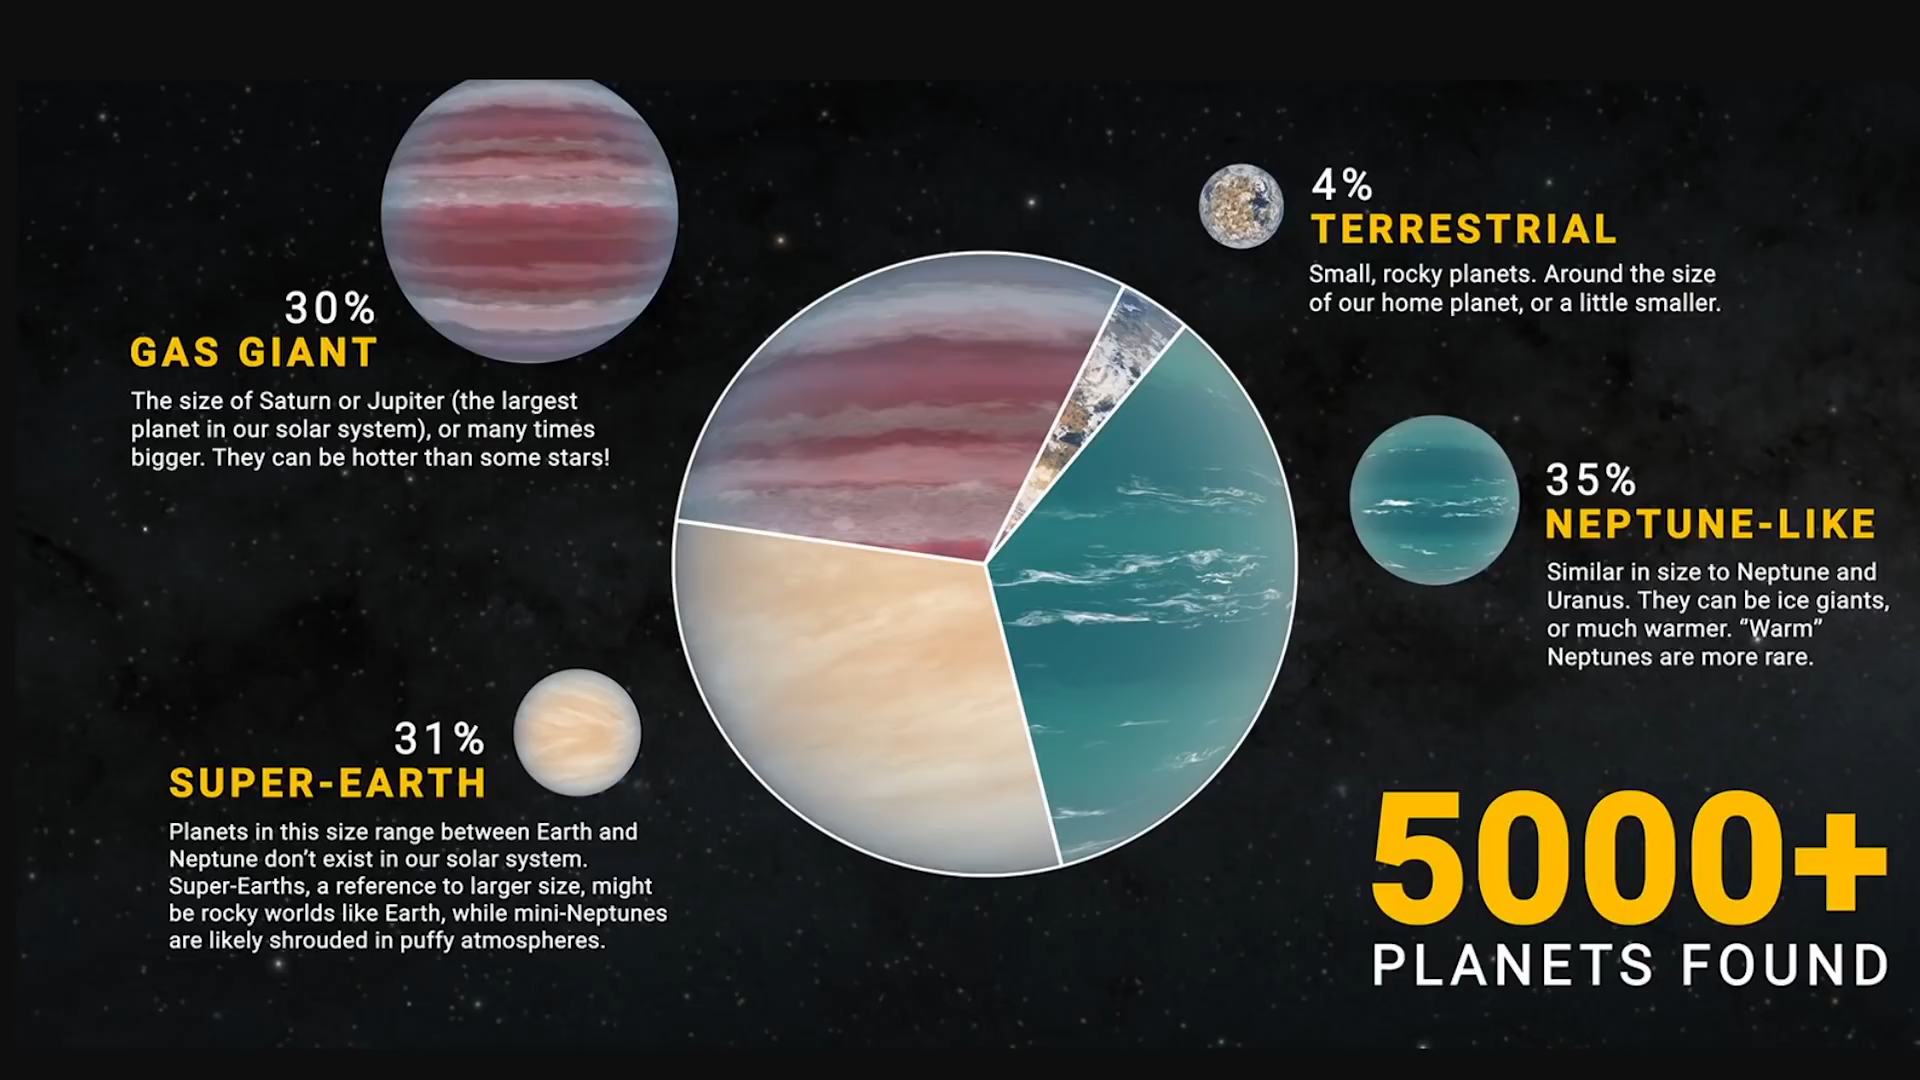 30%
GAS GIANT
The size of Saturn or Jupiter (the largest
planet in our solar system), or many times
bigger. They can be hotter than some stars!
4%
TERRESTRIAL
Small, rocky planets. Around the size
of our home planet, or a little smaller.
35%
NEPTUNE-LIKE
Similar in size to Neptune and
Uranus. They can be ice giants,
or much warmer. “Warm”
Neptunes are more rare.
31%
SUPER-EARTH
Planets in this size range between Earth and
Neptune don’t exist in our solar system.
Super-Earths, a reference to larger size, might
be rocky worlds like Earth, while mini-Neptunes
are likely shrouded in puffy atmospheres.
5000+
PLANETS FOUND